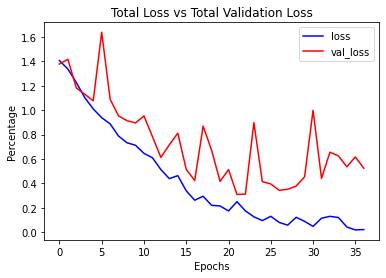 Total Loss vs Total Validation Loss
loss
val_loss
Percentage
1.6
1.4
1.2
1.0
0.8
0.6
0.4
0.2
0.0
0 5 10 15 20 25 30 35
Epochs